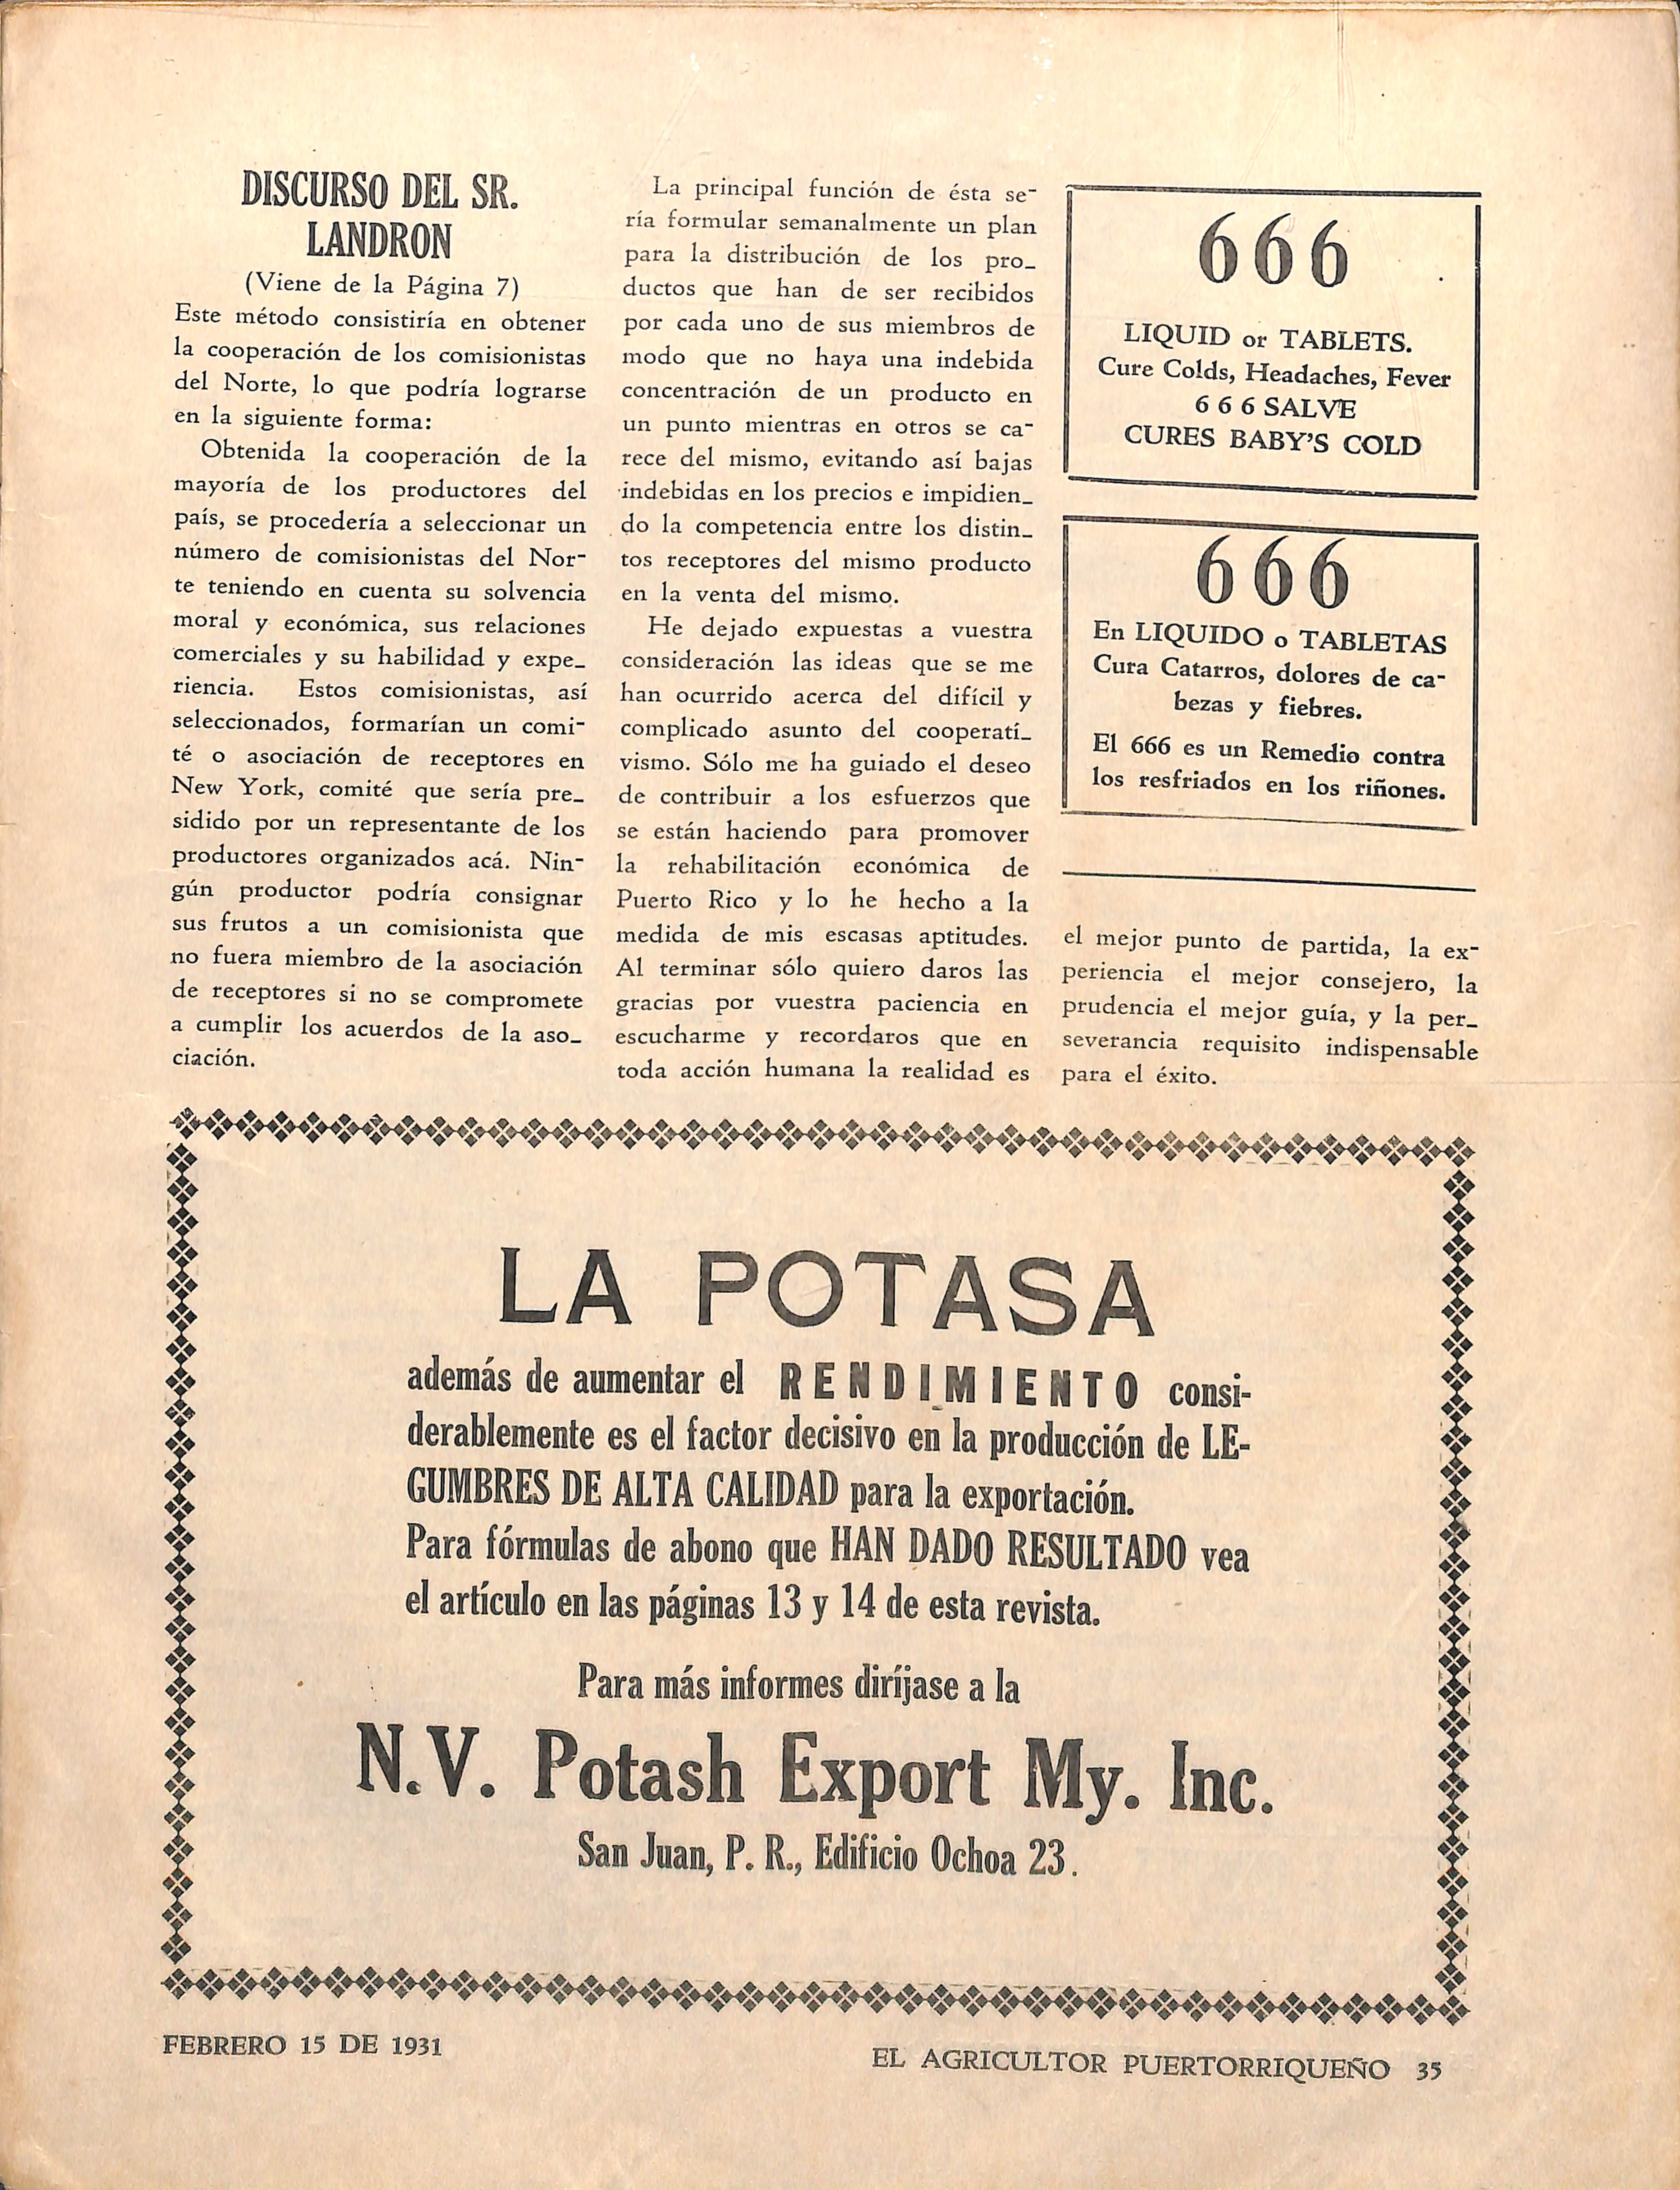 DISCURSO DEL SR.
LANDRON
(Viene de la Página 7)
Este método consistiría en obtener
la cooperación de los comisionistas
del Norte, lo que podría lograrse
en la siguiente forma:
Obtenida la cooperación de la
mayoría de los productores del
país, se procedería a seleccionar un
número de comisionistas del Nor-
te teniendo en cuenta su solvencia
moral y económica, sus relaciones
comerciales y su habilidad y expe_
riencia. Estos comisionistas, así
seleccionados, formarían un comi-
té o asociación de receptores en
New York, comité que sería pre_
sidido por un representante de los
productores organizados acá. Nin-
gún productor podría consignar
sus frutos a un comisionista que
no fuera miembro de la asociación
de receptores si no se compromete
a cumplir los acuerdos de la aso_
ciación.
La principal función de ésta se-
ría formular semanalmente un plan
para la distribución de los pro_
ductos que han de ser recibidos
por cada uno de sus miembros de
modo que no haya una indebida
concentración de un producto en
un punto mientras en otros se ca-
rece del mismo, evitando así bajas
indebidas en los precios e impidien_
do la competencia entre los distin_
tos receptores del mismo producto
en la venta del mismo.
He dejado expuestas a vuestra
consideración las ideas que se me
han ocurrido acerca del difícil y
complicado asunto del cooperatí_
vismo. Sólo me ha guiado el deseo
de contribuir a los esfuerzos que
se están haciendo para promover
la rehabilitación económica de
Puerto Rico y lo he hecho a la
medida de mis escasas aptitudes.
Al terminar sólo quiero daros las
gracias por vuestra paciencia en
escucharme y recordaros que en
toda acción humana la realidad es
666
LIQUID or TABLETS.
Cure Colds, Headaches, Fever
6 6 6 SALVE
CURES BABY'S COLD
666
En LIQUIDO o TABLETAS
Cura Catarros, dolores de ca-
bezas y fiebres.
El 666 es un Remedio contra
los resfriados en los riñones.
el mejor punto de partida, la ex-
periencia el mejor consejero, la
prudencia el mejor guía, y la per_
severancia requisito indispensable
para el éxito.
LA POTASA
además de aumentar el RENDIMIENTO consi-
derablemente es el factor decisivo en la producción de LE-
GUMBRES DE ALTA CALIDAD para la exportación.
Para fórmulas de abono que HAN DADO RESULTADO vea
el artículo en las páginas 13 y 14 de esta revista.
Para más informes diríjase a la
N.V. Potash Export My. Inc.
San Juan, P. R., Edificio Ochoa 23.
FEBRERO 15 DE 1931
EL AGRICULTOR PUERTORRIQUEÑO 35